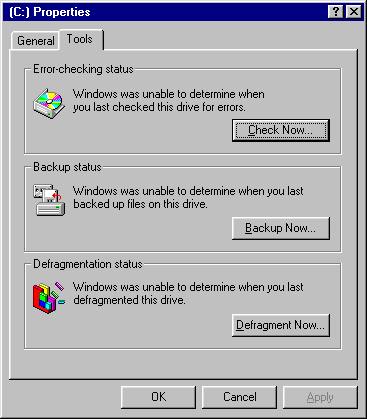 (C:) Properties
General
Tools
Error-checking status
Windows was unable to determine when
you last checked this drive for errors.
Check Now...
Backup status
Windows was unable to determine when you last
backed up files on this drive.
Backup Now...
Defragmentation status
Windows was unable to determine when you last
defragmented this drive.
Defragment Now...
OK
Cancel
Apply